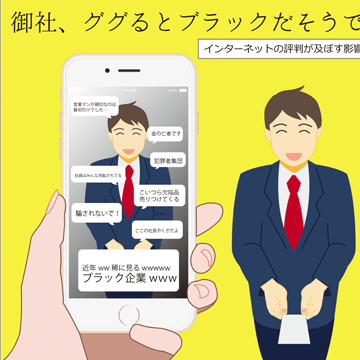 御社、ググるとブラックだそうで
インターネットの評判が及ぼす影響
営業マンが親切なのは
最初だけでした…
金の亡者です
犯罪者集団
社員はみんな洗脳されてる
こいつら欠陥品
売りつけてくる
騙されないで！
ここの社長やくざだよ
近年 ww 稀に見る wwwwww
ブラック企業 www